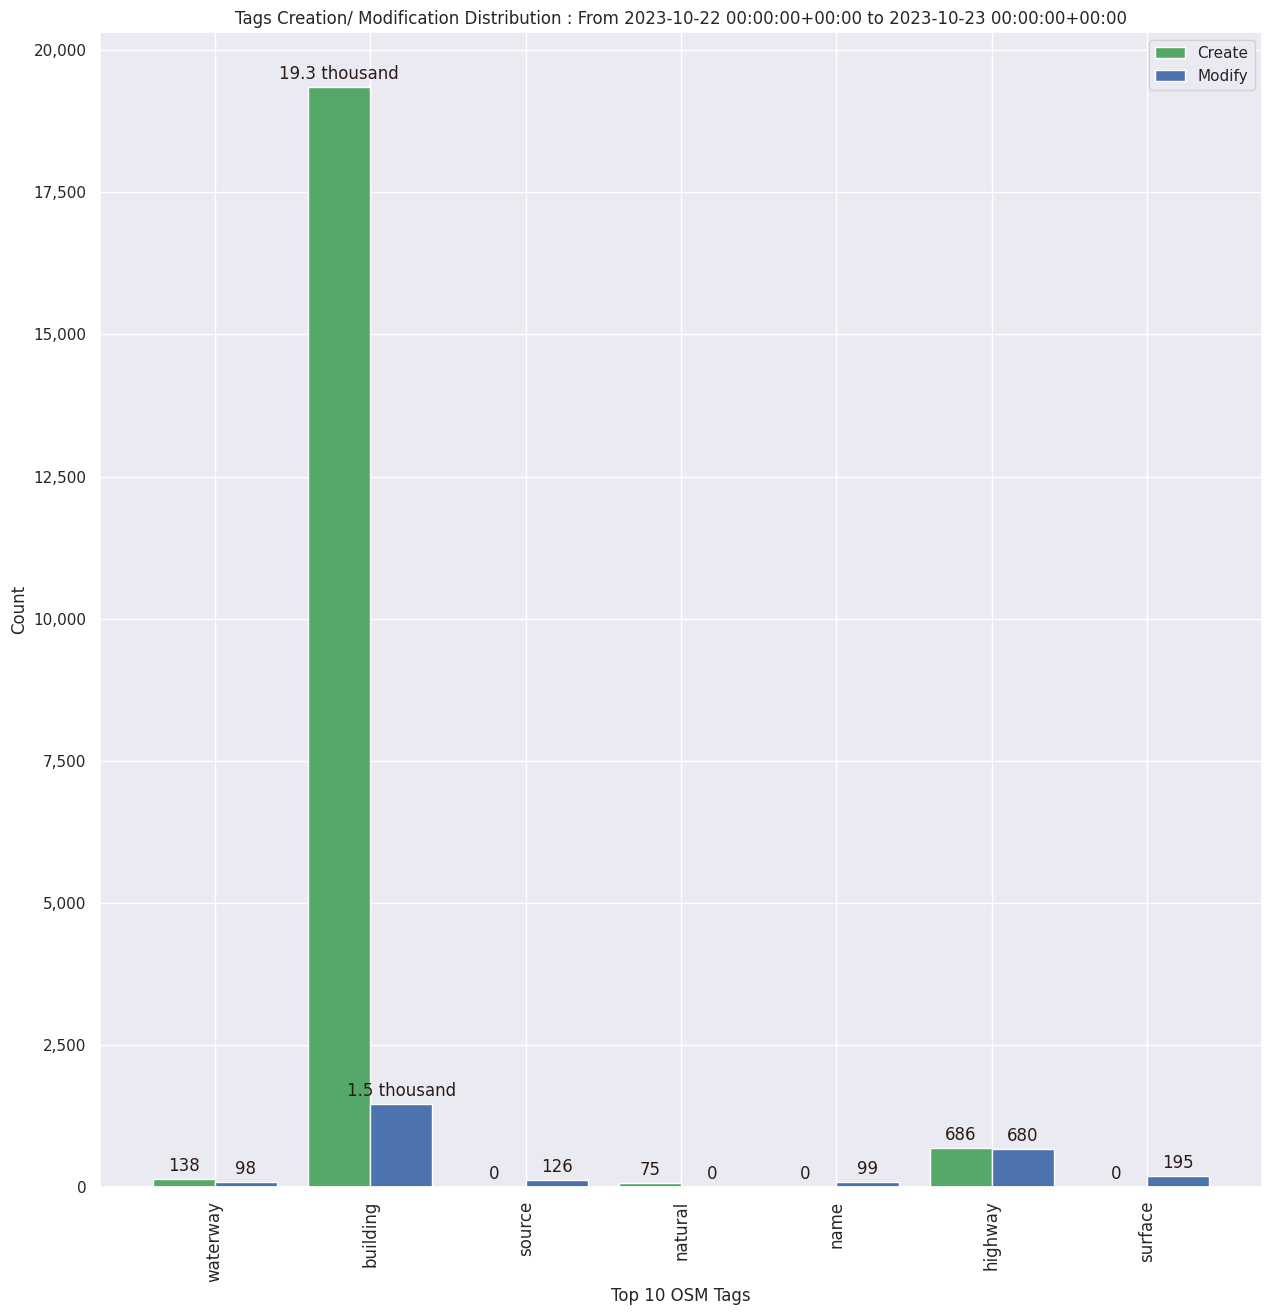 Tags Creation/ Modification Distribution : From 2023-10-22 00:00:00+00:00 to 2023-10-23 00:00:00+00:00
Create
Modify
20,000
17,500
15,000
12,500
10,000
7,500
5,000
2,500
0
Count
138
98
19.3 thousand
1.5 thousand
0
126
75
0
0
99
686
680
0
195
waterway
building
source
natural
name
highway
surface
Top 10 OSM Tags